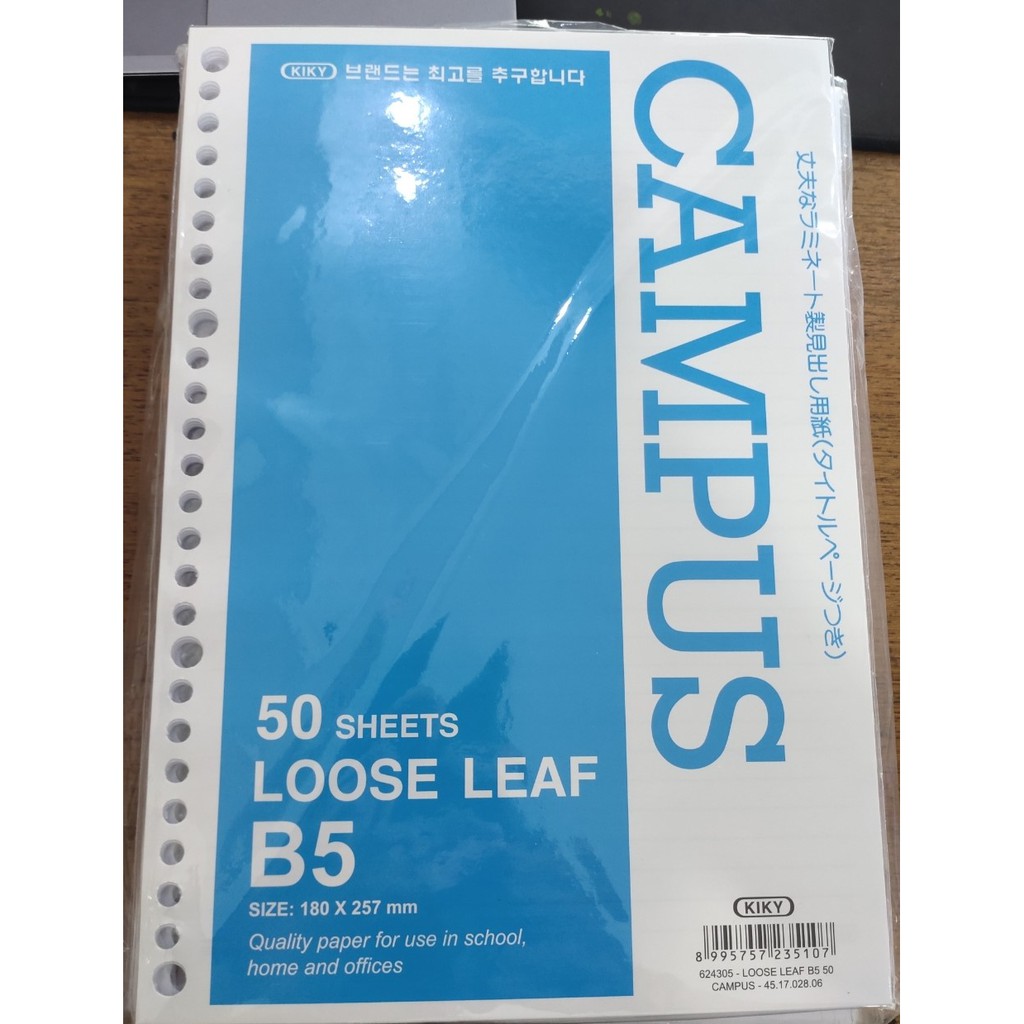 KIKY 브랜드는 최고를 추구합니다
CAMPUS
丈夫なラミネート製見出し用紙(タイトルページつき)
50 SHEETS
LOOSE LEAF
B5
SIZE: 180 X 257 mm
Quality paper for use in school,
home and offices
KIKY
8 995757 235107
624305 - LOOSE LEAF B5 50
CAMPUS - 45.17.028.06